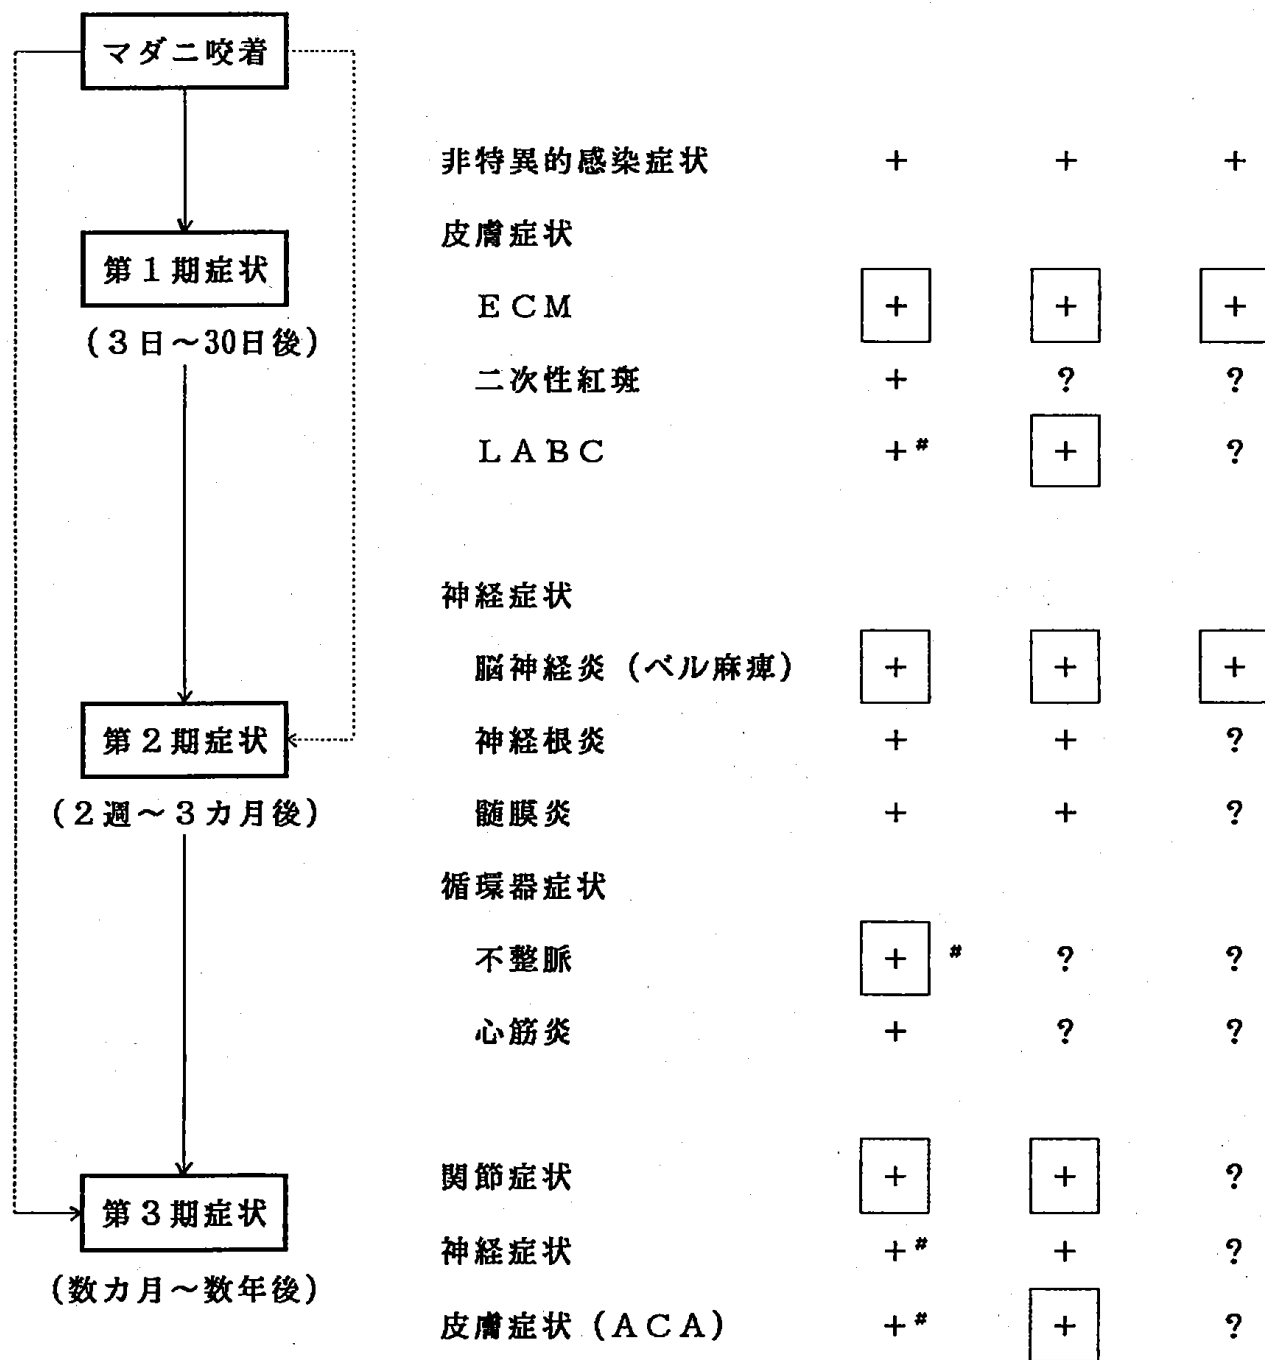 マダニ咬着
非特異的感染症状 + + +
皮膚症状
第1期症状
(3日～30日後)
ECM + + +
二次性紅斑 + ? ?
LABC +# + ?
神経症状
脳神経炎(ベル麻痺) + + +
第2期症状
(2週～3カ月後)
神経根炎 + + ?
髄膜炎 + + ?
循環器症状
不整脈 + # ? ?
心筋炎 + ? ?
第3期症状
(数カ月～数年後)
関節症状 + + ?
神経症状 +# + ?
皮膚症状(ACA) +# + ?